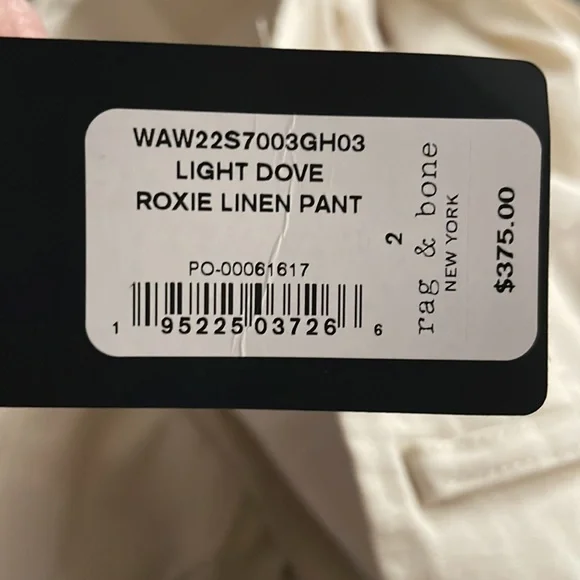 WAW22S7003GH03
LIGHT DOVE
ROXIE LINEN PANT
PO-00061617
1 95225 03726 6
2
rag & bone
NEW YORK
$375.00